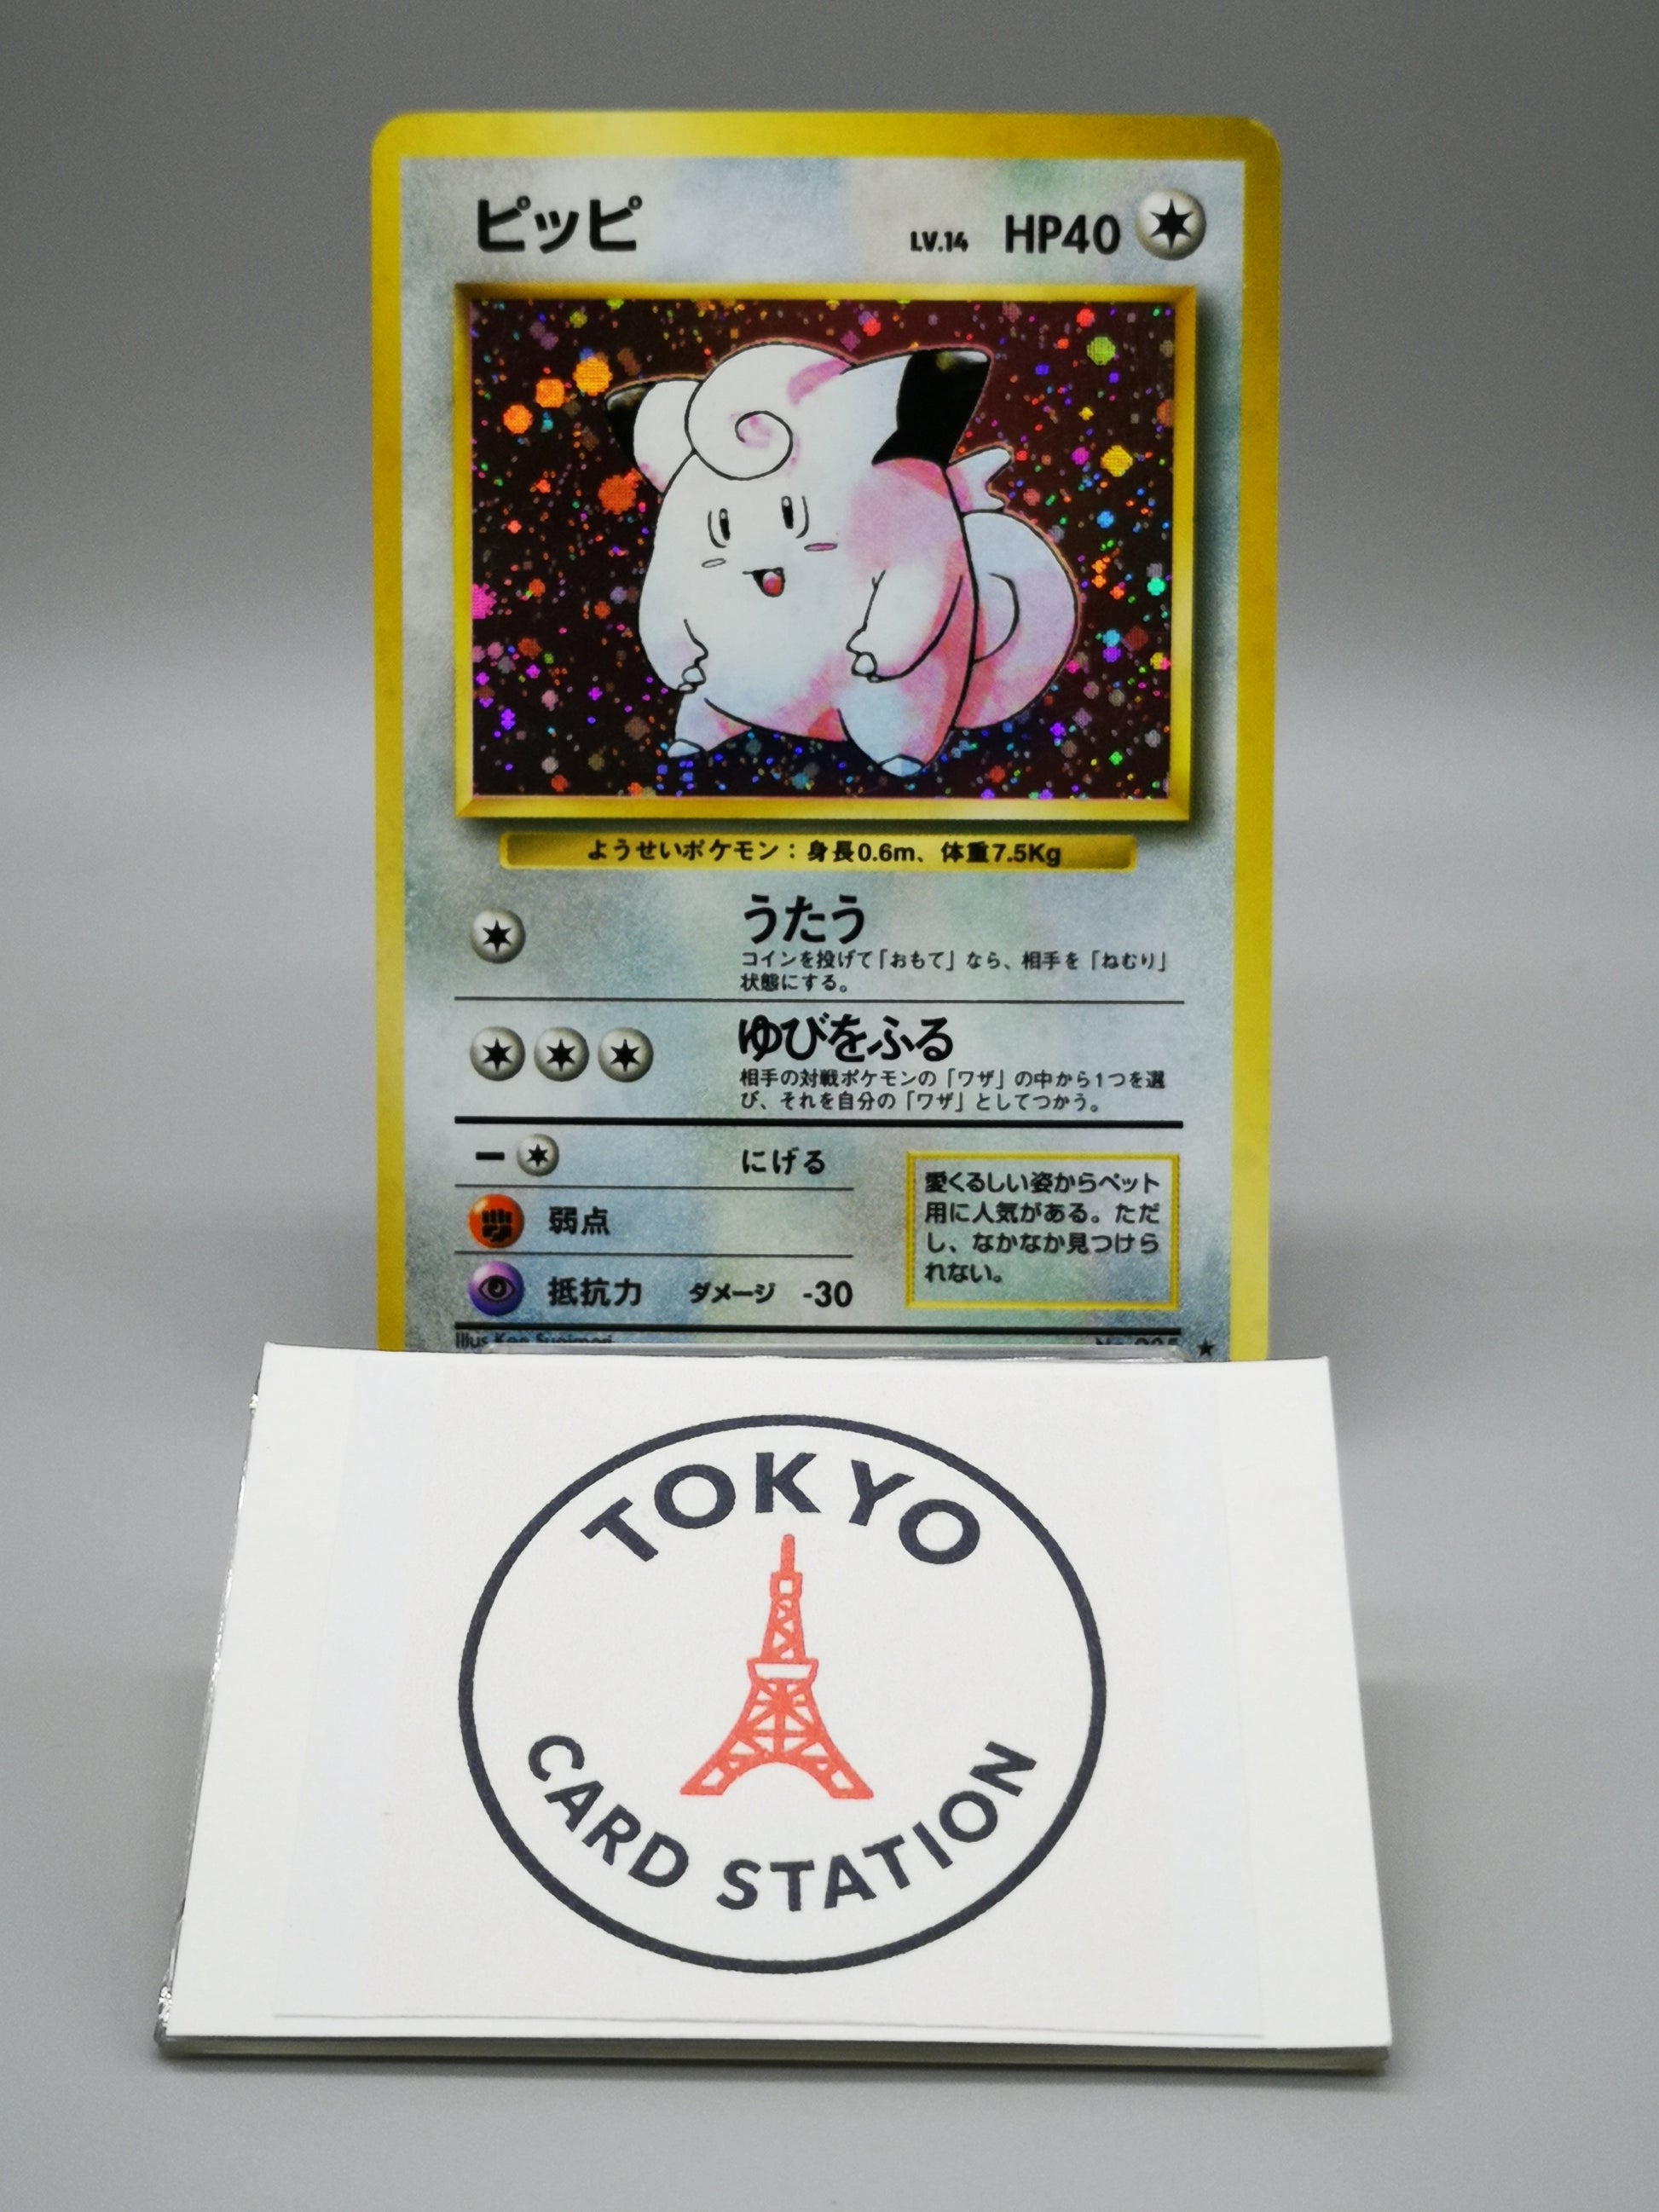 ピッピ
LV.14 HP40
ようせいポケモン：身長0.6m、体重7.5Kg
うたう
コインを投げて「おもて」なら、相手を「ねむり」
状態にする。
ゆびをふる
相手の対戦ポケモンの「ワザ」の中から1つを選
び、それを自分の「ワザ」としてつかう。
にげる
弱点
抵抗力 ダメージ -30
愛くるしい姿からペット
用に人気がある。ただ
し、なかなか見つけら
れない。
Illus Ken Sugimori
TOKYO
CARD STATION